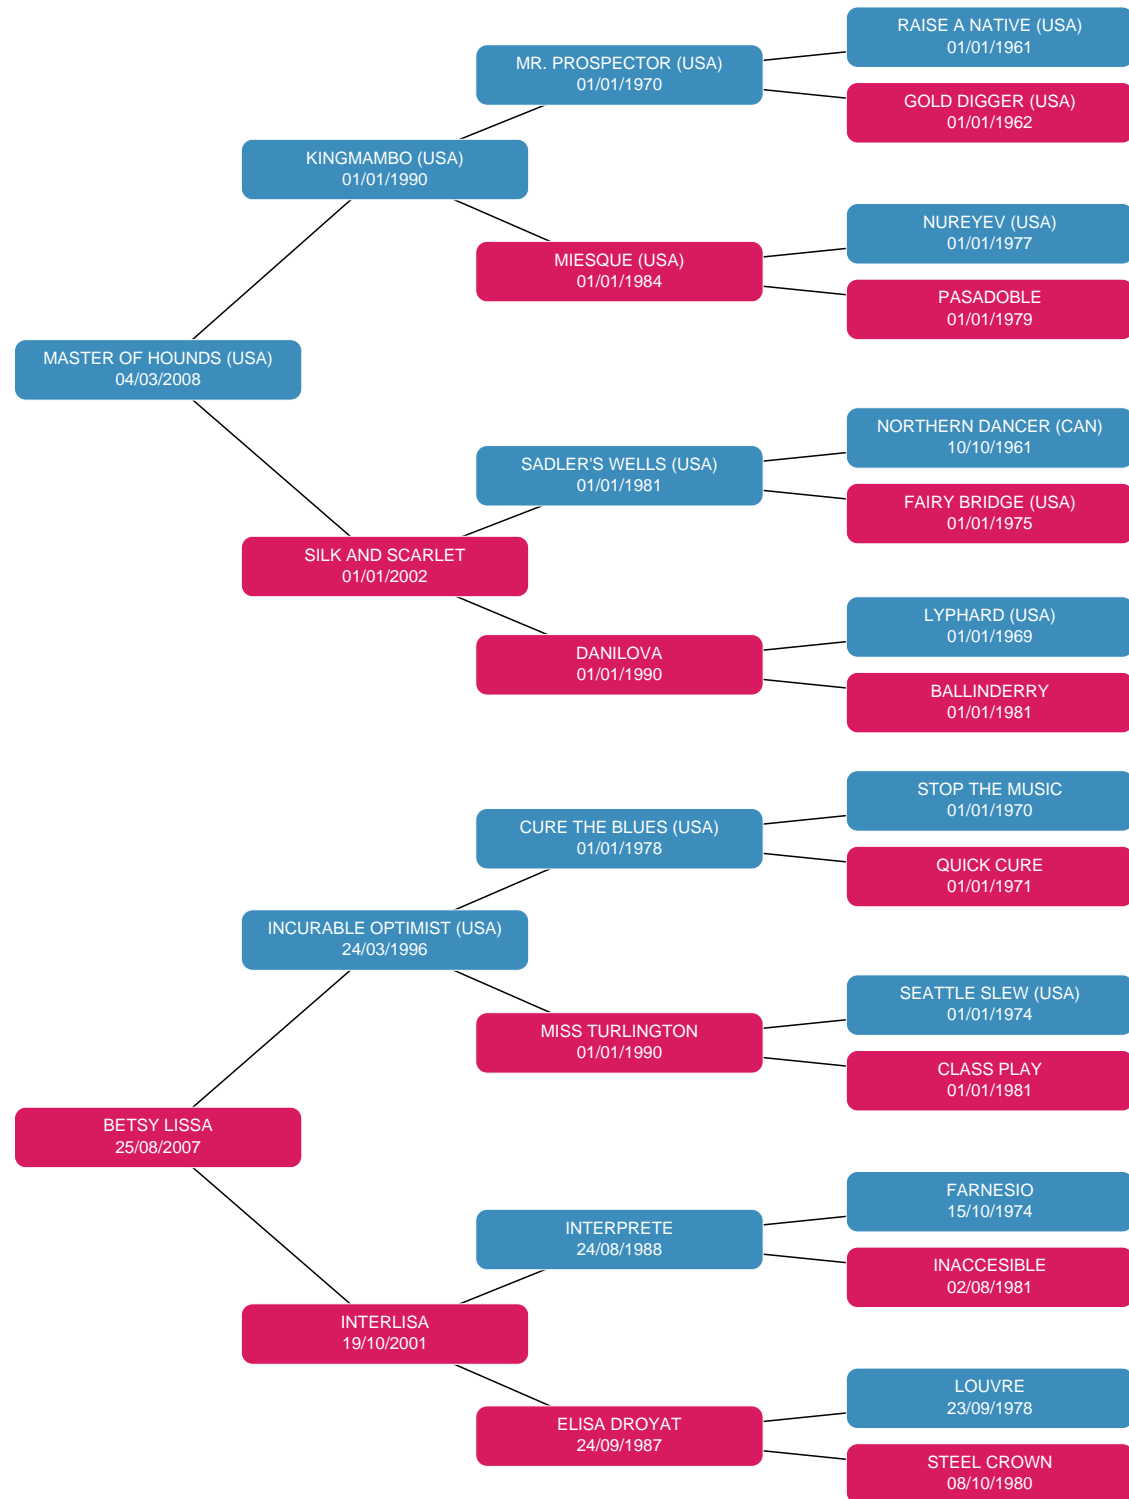 RAISE A NATIVE (USA)
01/01/1961
MR. PROSPECTOR (USA)
01/01/1970
GOLD DIGGER (USA)
01/01/1962
KINGMAMBO (USA)
01/01/1990
NUREYEV (USA)
01/01/1977
MIESQUE (USA)
01/01/1984
PASADOBLE
01/01/1979
MASTER OF HOUNDS (USA)
04/03/2008
NORTHERN DANCER (CAN)
10/10/1961
SADLER'S WELLS (USA)
01/01/1981
FAIRY BRIDGE (USA)
01/01/1975
SILK AND SCARLET
01/01/2002
LYPHARD (USA)
01/01/1969
DANILOVA
01/01/1990
BALLINDERRY
01/01/1981
STOP THE MUSIC
01/01/1970
CURE THE BLUES (USA)
01/01/1978
QUICK CURE
01/01/1971
INCURABLE OPTIMIST (USA)
24/03/1996
SEATTLE SLEW (USA)
01/01/1974
MISS TURLINGTON
01/01/1990
CLASS PLAY
01/01/1981
BETSY LISSA
25/08/2007
FARNESIO
15/10/1974
INTERPRETE
24/08/1988
INACCESIBLE
02/08/1981
INTERLISA
19/10/2001
LOUVRE
23/09/1978
ELISA DROYAT
24/09/1987
STEEL CROWN
08/10/1980